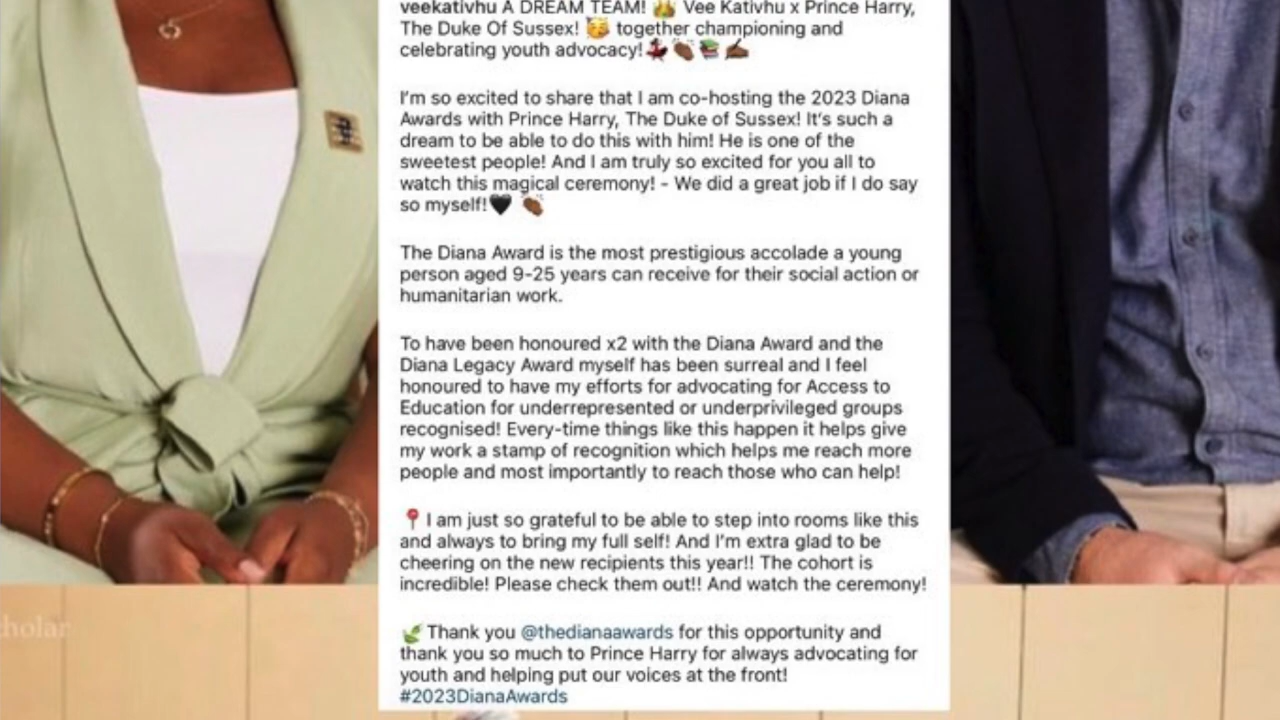 veekativhu A DREAM TEAM! 👑 Vee Kativhu x Prince Harry,
The Duke Of Sussex! 🥳 together championing and
celebrating youth advocacy!💃🏿👏🏾📚✍🏾
I'm so excited to share that I am co-hosting the 2023 Diana
Awards with Prince Harry, The Duke of Sussex! It's such a
dream to be able to do this with him! He is one of the
sweetest people! And I am truly so excited for you all to
watch this magical ceremony! - We did a great job if I do say
so myself!🖤 👏🏾
The Diana Award is the most prestigious accolade a young
person aged 9-25 years can receive for their social action or
humanitarian work.
To have been honoured x2 with the Diana Award and the
Diana Legacy Award myself has been surreal and I feel
honoured to have my efforts for advocating for Access to
Education for underrepresented or underprivileged groups
recognised! Every-time things like this happen it helps give
my work a stamp of recognition which helps me reach more
people and most importantly to reach those who can help!
📍I am just so grateful to be able to step into rooms like this
and always to bring my full self! And I'm extra glad to be
cheering on the new recipients this year!! The cohort is
incredible! Please check them out!! And watch the ceremony!
🌿Thank you @thedianaawards for this opportunity and
thank you so much to Prince Harry for always advocating for
youth and helping put our voices at the front!
#2023DianaAwards